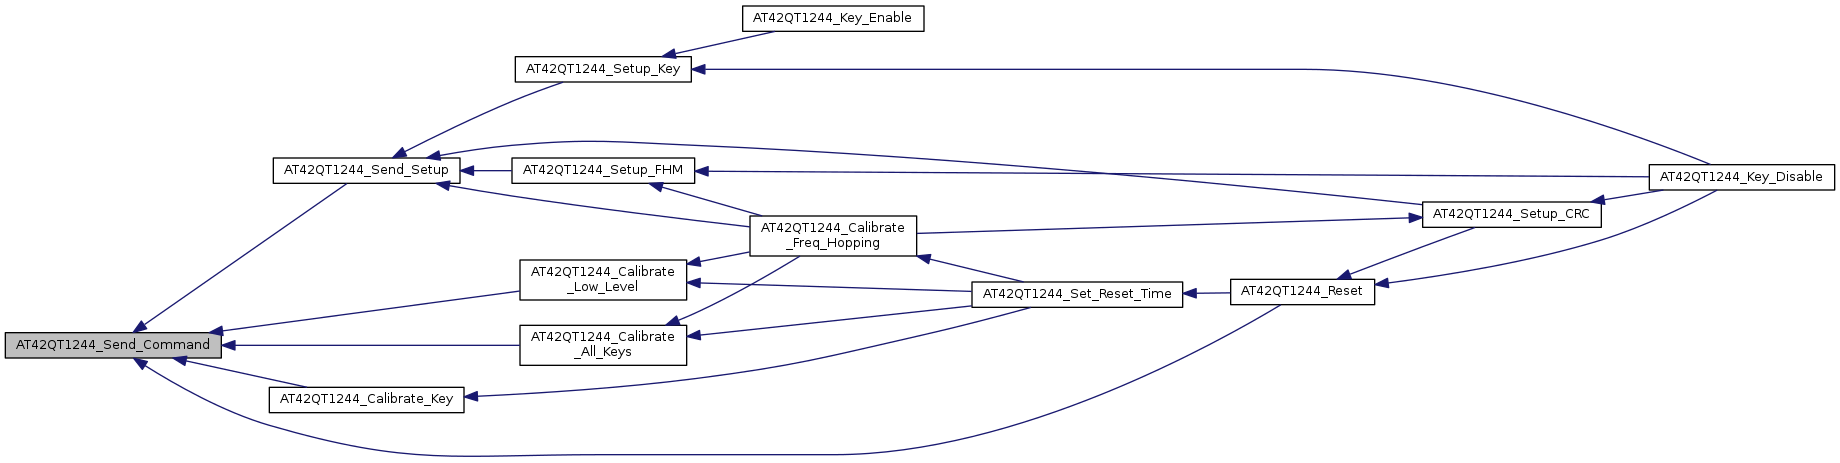 AT42QT1244_Key_Enable
AT42QT1244_Setup_Key
AT42QT1244_Send_Setup
AT42QT1244_Setup_FHM
AT42QT1244_Key_Disable
AT42QT1244_Setup_CRC
AT42QT1244_Calibrate
_Freq_Hopping
AT42QT1244_Calibrate
_Low_Level
AT42QT1244_Set_Reset_Time
AT42QT1244_Reset
AT42QT1244_Send_Command
AT42QT1244_Calibrate
_All_Keys
AT42QT1244_Calibrate_Key